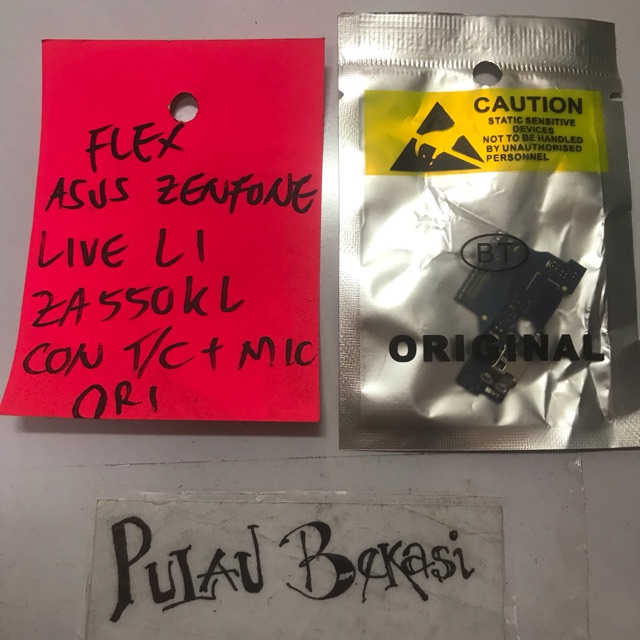 FLEX
ASUS ZENFONE
LIVE L1
ZA550KL
CON T/C + MIC
ORI
CAUTION
STATIC SENSITIVE
DEVICES
NOT TO BE HANDLED
BY UNAUTHORISED
PERSONNEL
BT
ORIGINAL
PULAU BEKASi